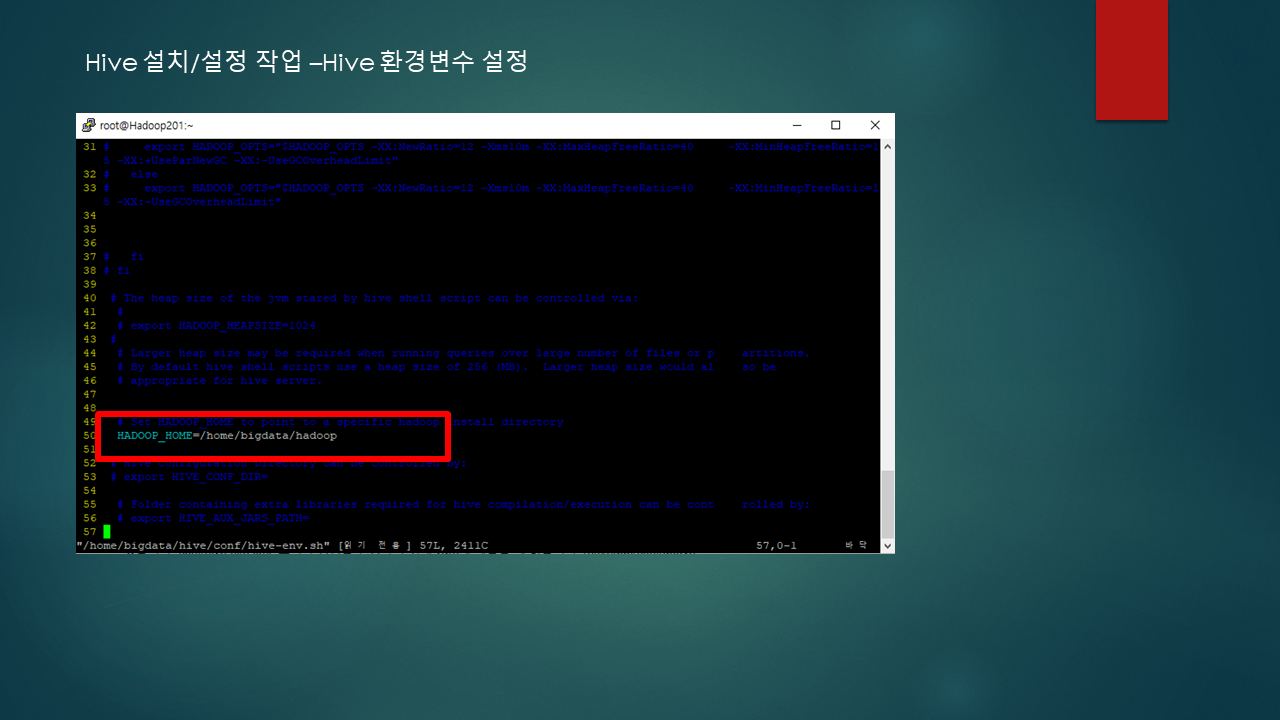 Hive 설치/설정 작업 –Hive 환경변수 설정
root@Hadoop201:~
31 #     export HADOOP_OPTS="$HADOOP_OPTS -XX:NewRatio=12 -Xms10m -XX:MaxHeapFreeRatio=40     -XX:MinHeapFreeRatio=1
5 -XX:+UseParNewGC -XX:-UseGCOverheadLimit"
32 #   else
33 #     export HADOOP_OPTS="$HADOOP_OPTS -XX:NewRatio=12 -Xms10m -XX:MaxHeapFreeRatio=40     -XX:MinHeapFreeRatio=1
5 -XX:-UseGCOverheadLimit"
34
35
36
37 #   fi
38 # fi
39
40  # The heap size of the jvm stared by hive shell script can be controlled via:
41  #
42  # export HADOOP_HEAPSIZE=1024
43 #
44  # Larger heap size may be required when running queries over large number of files or p    artitions.
45  # By default hive shell scripts use a heap size of 256 (MB).  Larger heap size would al    so be
46  # appropriate for hive server.
47
48
49  # Set HADOOP_HOME to point to a specific hadoop install directory
50  HADOOP_HOME=/home/bigdata/hadoop
51
52 # Hive Configuration Directory can be controlled by:
53 # export HIVE_CONF_DIR=
54
55  # Folder containing extra libraries required for hive compilation/execution can be cont    rolled by:
56  # export HIVE_AUX_JARS_PATH=
57
"/home/bigdata/hive/conf/hive-env.sh" [읽기 전용] 57L, 2411C 57,0-1 바닥